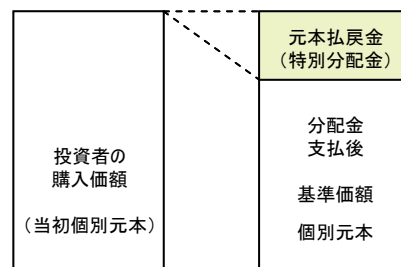 投資者の
購入価額
（当初個別元本）
元本払戻金
（特別分配金）
分配金
支払後
基準価額
個別元本